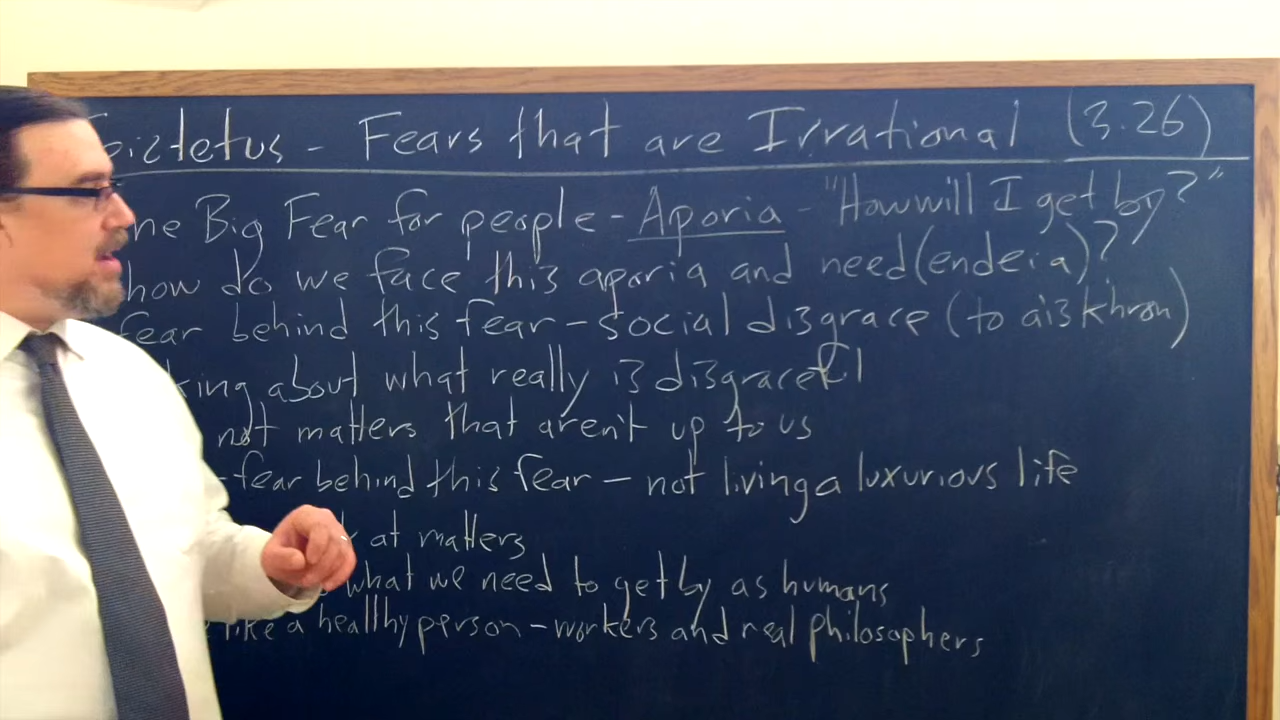 Epictetus - Fears that are Irrational (3.26)
Big Fear for people - Aporia - "How will I get by?"
how do we face this aporia and need (endeia)?
fear behind this fear - social disgrace (to aiskhron)
about what really is disgraceful
not matters that aren't up to us
- fear behind this fear - not living a luxurious life
at matters
what we need to get by as humans
like a healthy person - workers and real philosophers